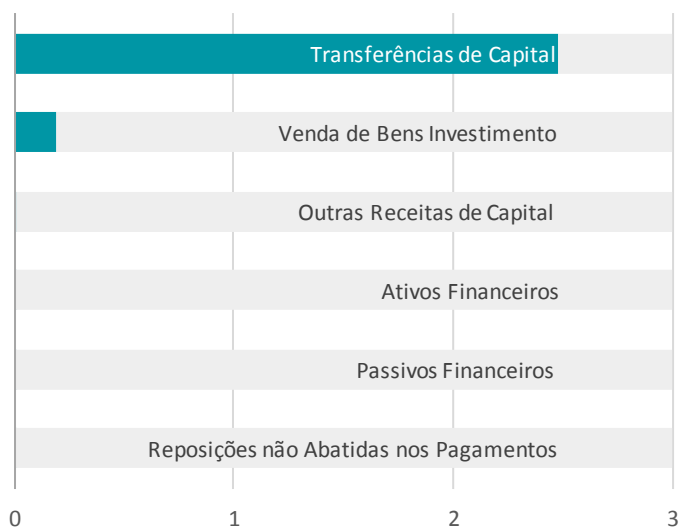 Transferências de Capital
Venda de Bens Investimento
Outras Receitas de Capital
Ativos Financeiros
Passivos Financeiros
Reposições não Abatidas nos Pagamentos
0 1 2 3